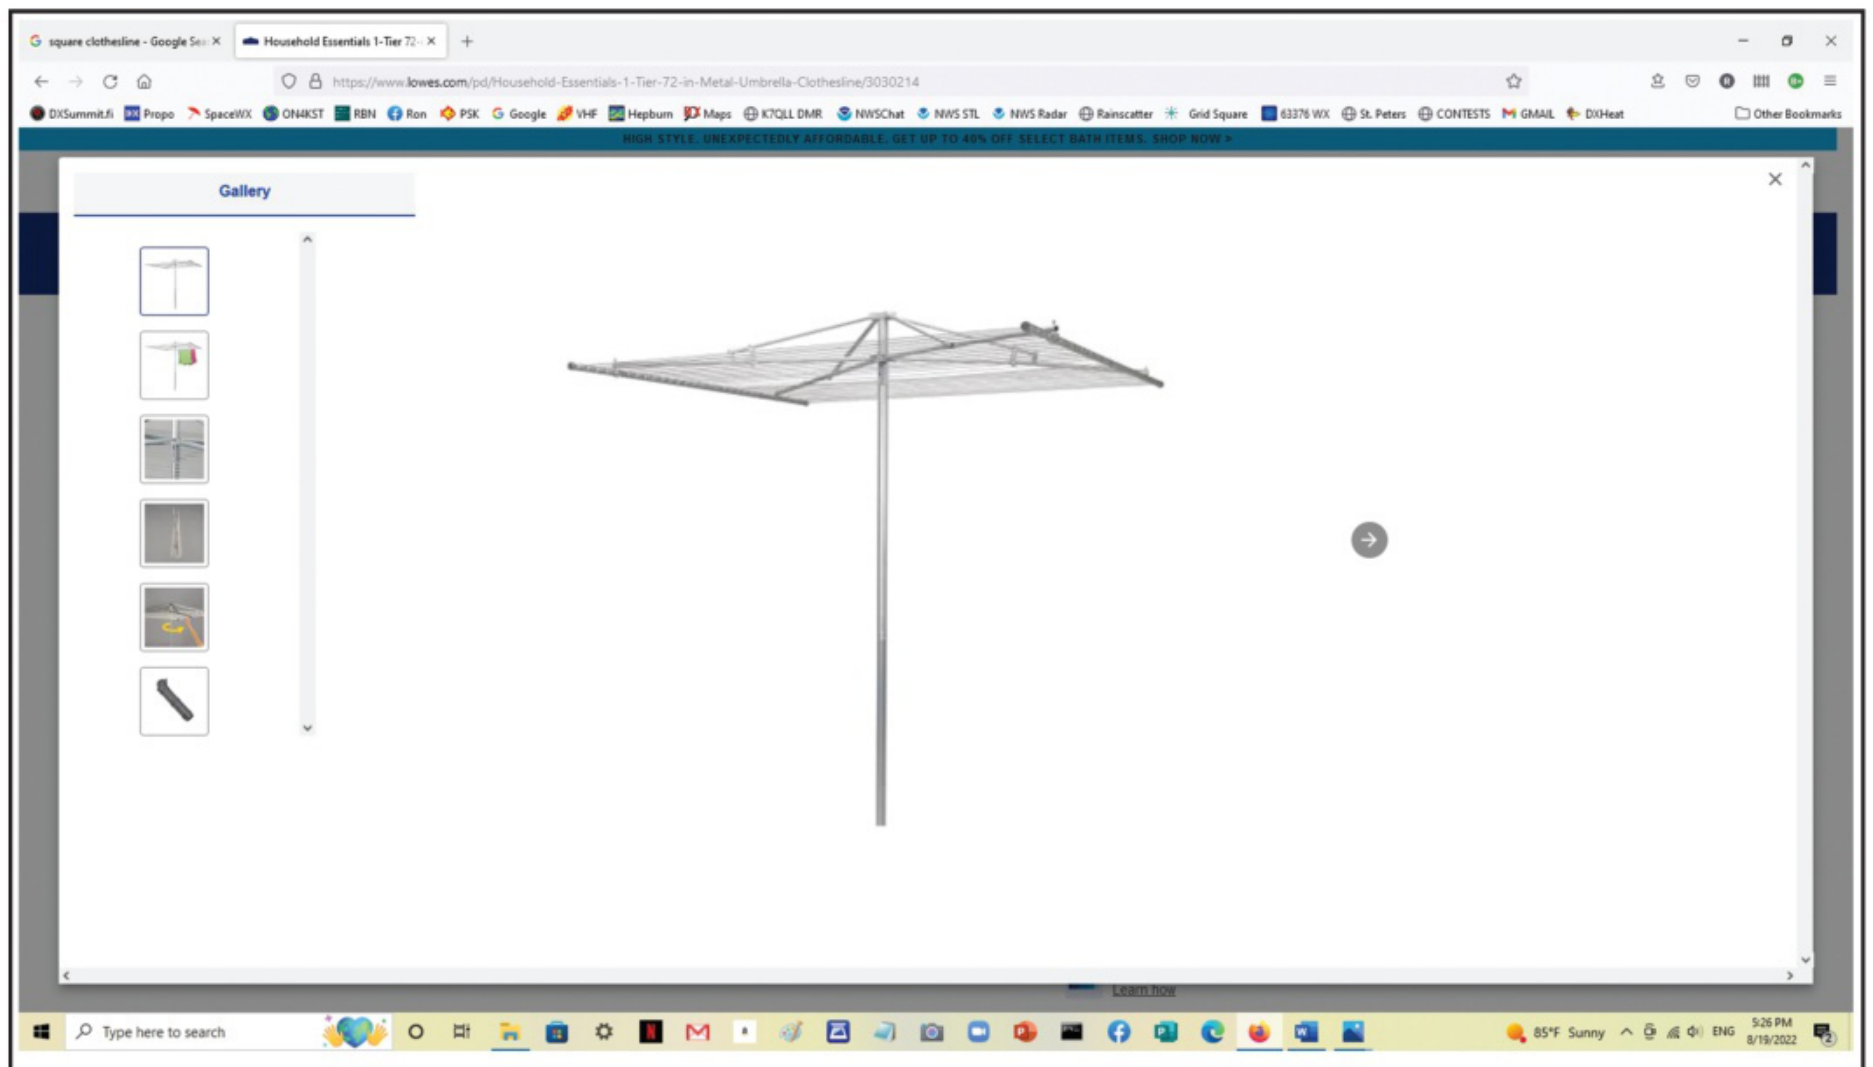 square clothesline - Google Sea
Household Essentials 1-Tier 72-
https://www.lowes.com/pd/Household-Essentials-1-Tier-72-in-Metal-Umbrella-Clothesline/3030214
DXSummit.fi Propo SpaceWX ON4KST RBN Ron PSK Google VHF Hepburn Maps K7QLL DMR NWSChat NWS STL NWS Radar Rainscatter Grid Square 63376 WX St. Peters CONTESTS GMAIL DXHeat Other Bookmarks
HIGH STYLE. UNEXPECTEDLY AFFORDABLE. GET UP TO 40% OFF SELECT BATH ITEMS. SHOP NOW >
Gallery
Learn how
Type here to search
85°F Sunny ENG
5:26 PM
8/19/2022
2